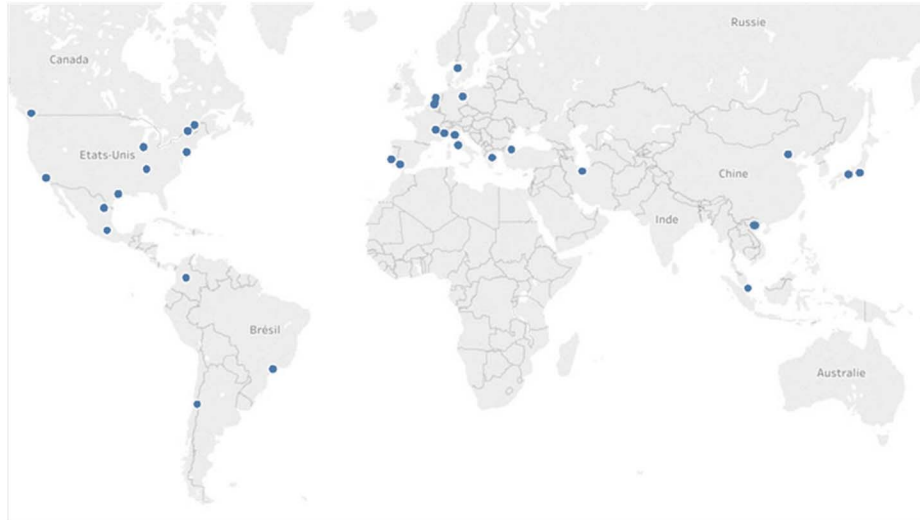 Russie
Canada
Etats-Unis
Chine
Inde
Brésil
Australie